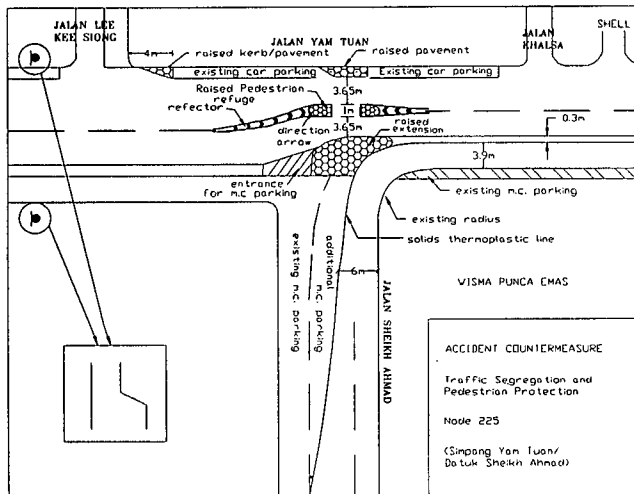 JALAN LEE
KEE SIONG
JALAN YAM TUAN
JALAN
KHALSA
SHELL
4m
raised kerb/pavement
raised pavement
existing car parking
Existing car parking
3.65m
Raised Pedestrian
refuge
refector
1m
direction
arrow
3.65m
raised
extension
0.3m
3.9m
entrance
for m.c parking
existing m.c. parking
existing radius
solids thermoplastic line
existing m.c. parking
additional
m.c. parking
6m
JALAN SHEIKH AHMAD
WISMA PUNCA EMAS
ACCIDENT COUNTERMEASURE
Traffic Segregation and
Pedestrian Protection
Node 225
(Simpang Yam Tuan/
Datuk Sheikh Ahmad)